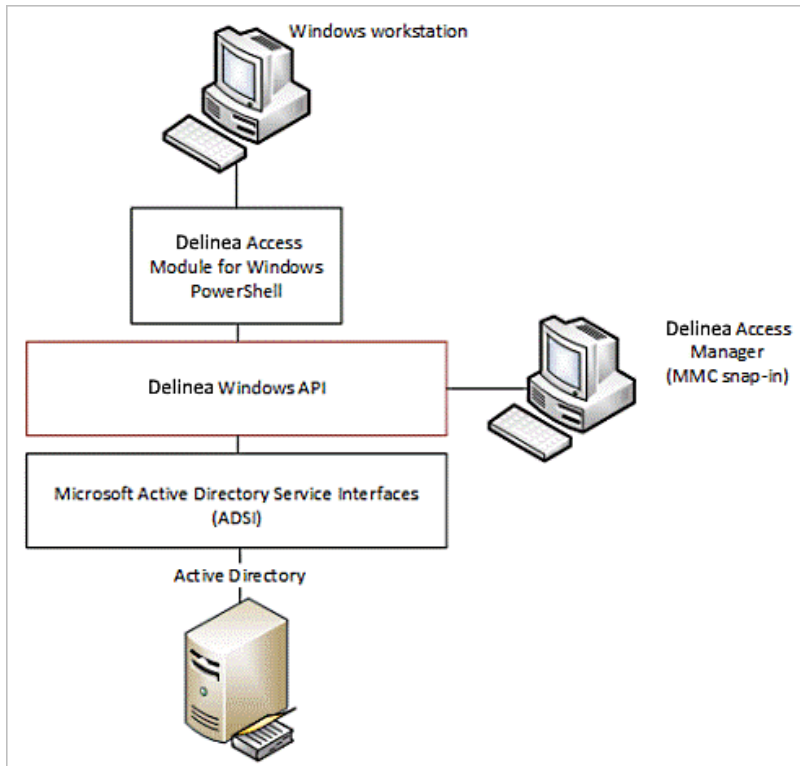 Windows workstation
Delinea Access
Module for Windows
PowerShell
Delinea Windows API
Delinea Access
Manager
(MMC snap-in)
Microsoft Active Directory Service Interfaces
(ADSI)
Active Directory